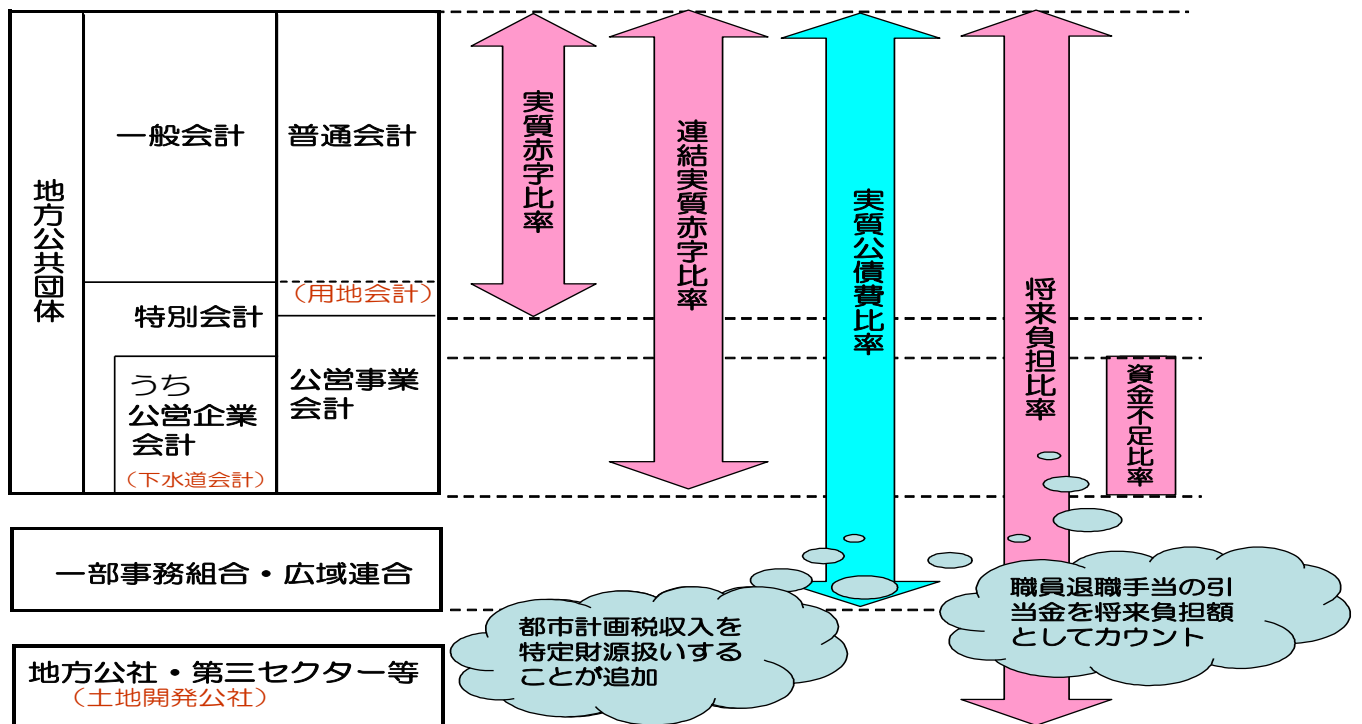 地方公共団体
一般会計
普通会計
（用地会計）
特別会計
うち
公営企業
会計
（下水道会計）
公営事業
会計
一部事務組合・広域連合
地方公社・第三セクター等
（土地開発公社）
実質赤字比率
連結実質赤字比率
実質公債費比率
将来負担比率
資金不足比率
都市計画税収入を
特定財源扱いする
ことが追加
職員退職手当の引
当金を将来負担額
としてカウント